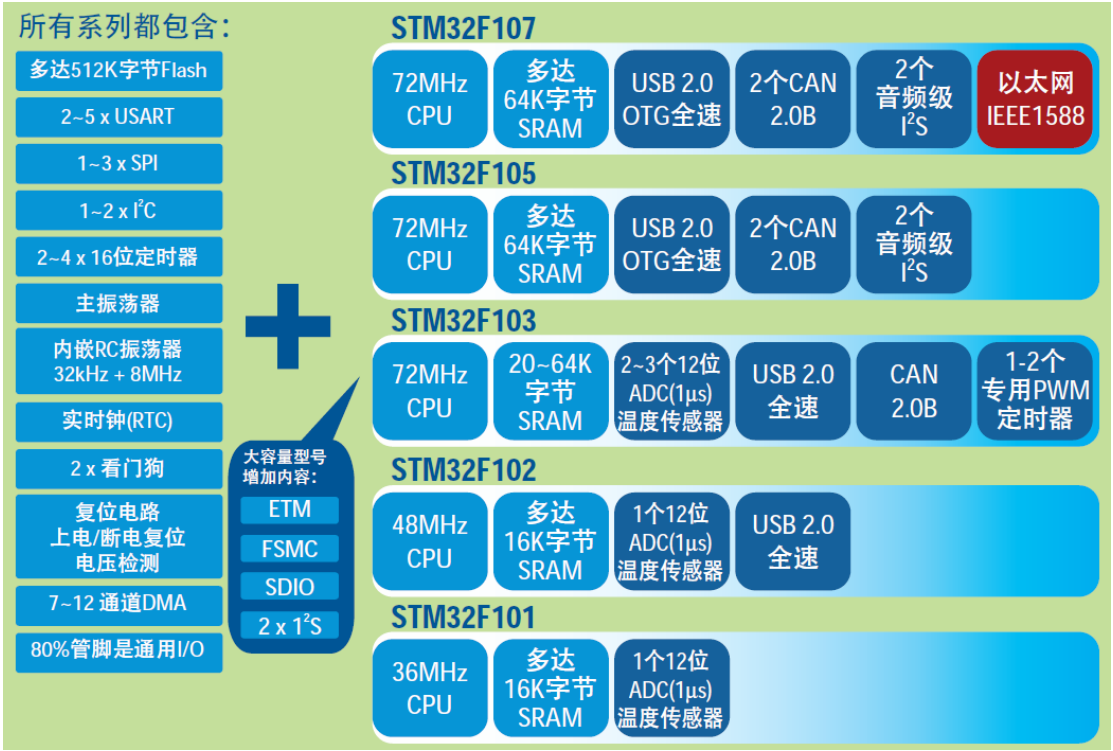 所有系列都包含：
多达512K字节Flash
2~5 x USART
1~3 x SPI
1~2 x I²C
2~4 x 16位定时器
主振荡器
内嵌RC振荡器
32kHz + 8MHz
实时钟(RTC)
2 x 看门狗
复位电路
上电/断电复位
电压检测
7~12 通道DMA
80%管脚是通用I/O
大容量型号
增加内容：
ETM
FSMC
SDIO
2 x 1²S
STM32F107
72MHz
CPU
多达
64K字节
SRAM
USB 2.0
OTG全速
2个CAN
2.0B
2个
音频级
I²S
以太网
IEEE1588
STM32F105
72MHz
CPU
多达
64K字节
SRAM
USB 2.0
OTG全速
2个CAN
2.0B
2个
音频级
I²S
STM32F103
72MHz
CPU
20~64K
字节
SRAM
2~3个12位
ADC(1μs)
温度传感器
USB 2.0
全速
CAN
2.0B
1-2个
专用PWM
定时器
STM32F102
48MHz
CPU
多达
16K字节
SRAM
1个12位
ADC(1μs)
温度传感器
USB 2.0
全速
STM32F101
36MHz
CPU
多达
16K字节
SRAM
1个12位
ADC(1μs)
温度传感器